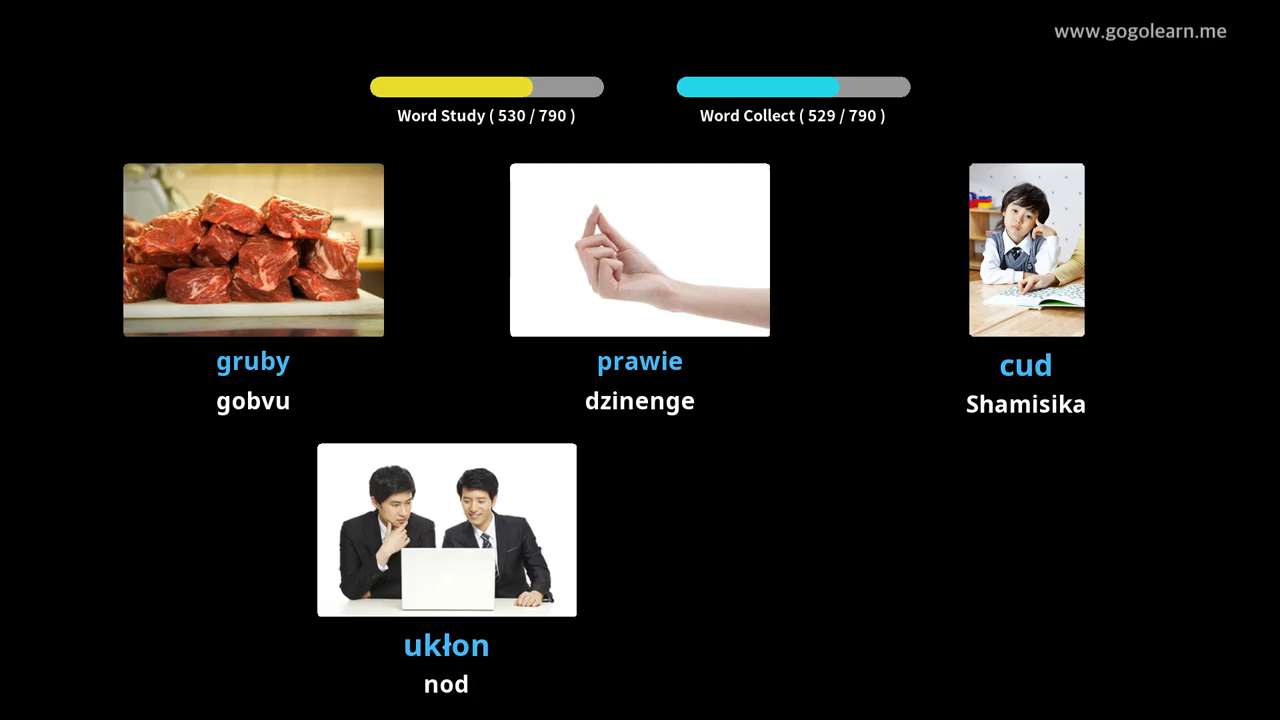 www.gogolearn.me
Word Study ( 530 / 790 )
Word Collect ( 529 / 790 )
gruby
gobvu
prawie
dzinenge
cud
Shamisika
ukłon
nod